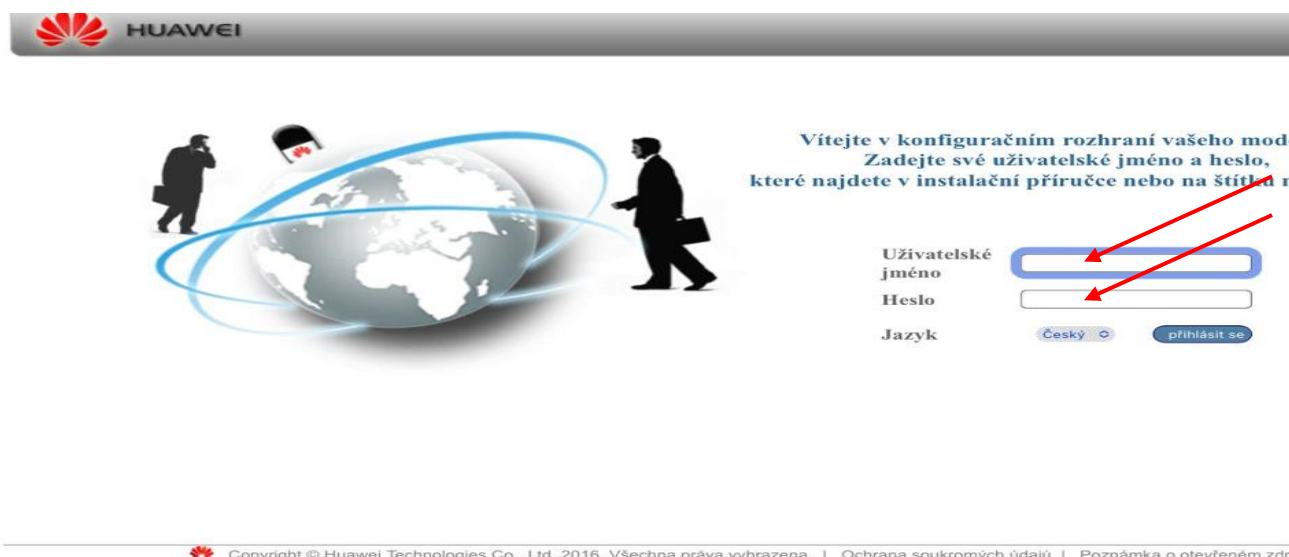 HUAWEI
Vítejte v konfiguračním rozhraní vašeho
Zadejte své uživatelské jméno a heslo,
které najdete v instalační příručce nebo na štítku
Uživatelské
jméno
Heslo
Jazyk
Český
přihlásit se
Copyright © Huawei Technologies Co., Ltd. 2016. Všechna práva vyhrazena. | Ochrana soukromých údajů | Poznámka o otevřeném